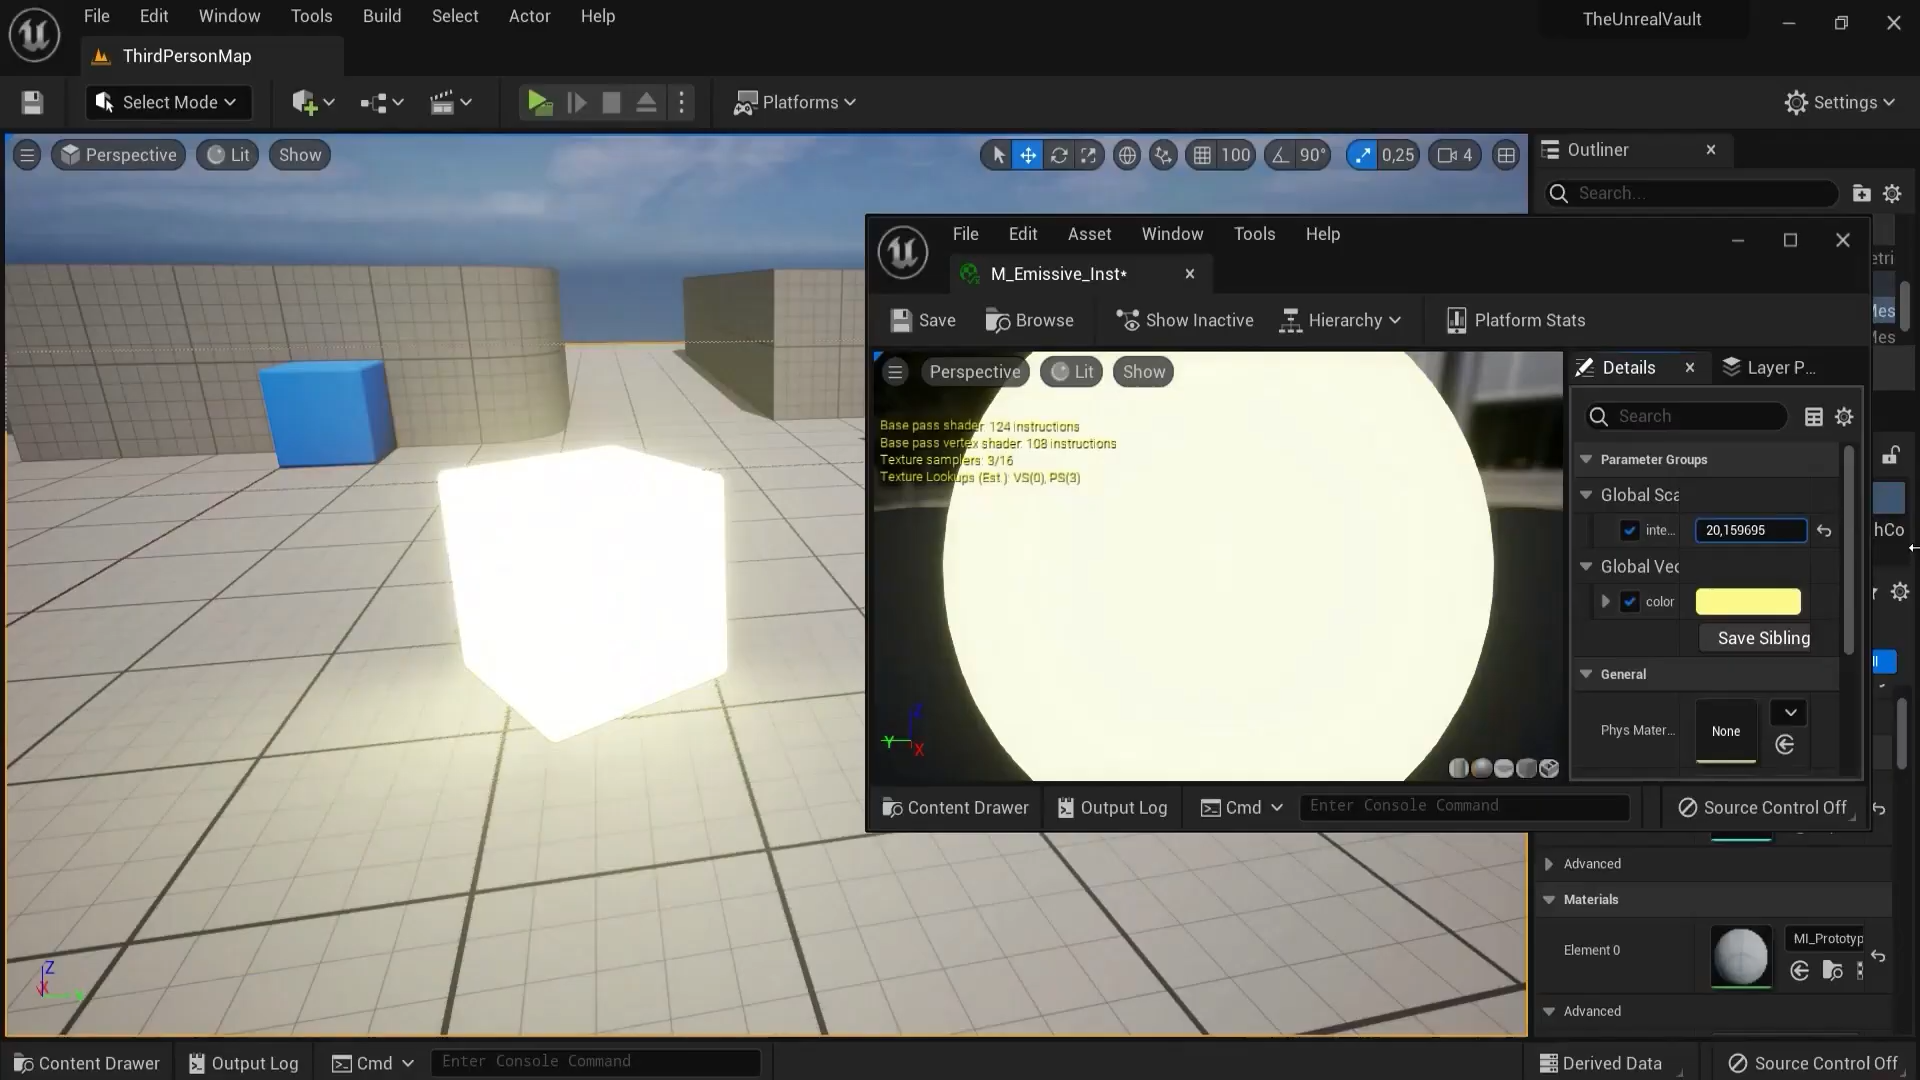 File Edit Window Tools Build Select Actor Help
TheUnrealVault
ThirdPersonMap
Select Mode
Platforms
Settings
Perspective Lit Show
100 90° 0,25 4
Outliner
Search...
File Edit Asset Window Tools Help
M_Emissive_Inst*
Save Browse Show Inactive Hierarchy Platform Stats
Perspective Lit Show
Base pass shader: 124 instructions
Base pass vertex shader: 108 instructions
Texture samplers: 3/16
Texture Lookups (Est.): VS(0), PS(3)
Details
Layer P...
Search
Parameter Groups
Global Sca
inte... 20,159695
Global Vec
color
Save Sibling
General
Phys Mater... None
Z
Y
X
Content Drawer Output Log Cmd Enter Console Command Source Control Off
hCo
Advanced
Materials
Element 0 MI_Prototyp
Advanced
Z
X
Content Drawer Output Log Cmd Enter Console Command Derived Data Source Control Off